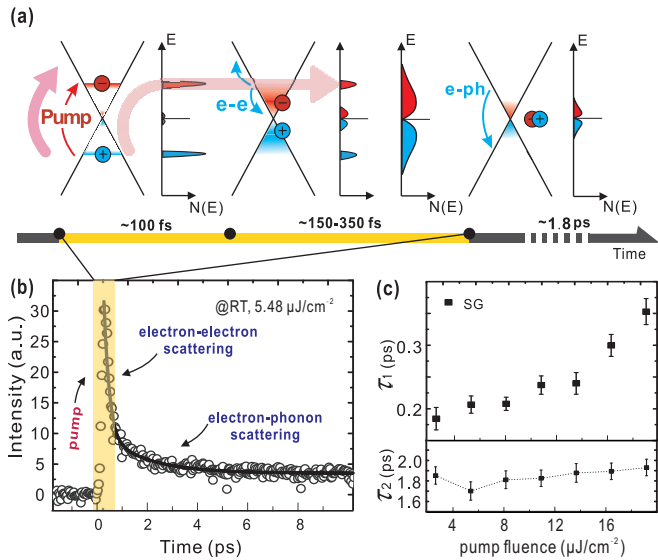 (a)
E
E
E
Pump
−
+
e-e
−
+
e-ph
− +
N(E)
N(E)
N(E)
~100 fs
~150-350 fs
~1.8 ps
Time
(b)
@RT, 5.48 μJ/cm⁻²
electron-electron
scattering
electron-phonon
scattering
pump
Intensity (a.u.)
30
25
20
15
10
5
0
0 2 4 6 8
Time (ps)
(c)
SG
τ1 (ps)
0.3
0.2
τ2 (ps)
2.0
1.8
1.6
4 8 12 16 20
pump fluence (μJ/cm⁻²)